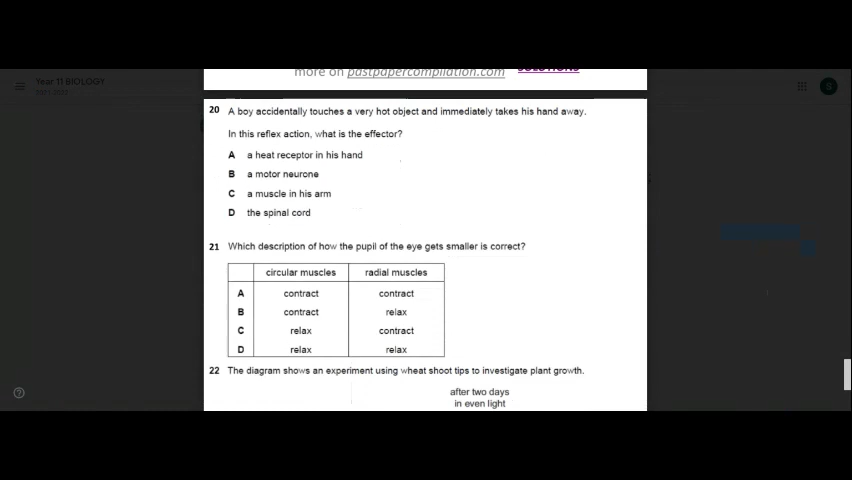 more on pastpapercompilation.com SOLUTIONS
Year 11 BIOLOGY
20 A boy accidentally touches a very hot object and immediately takes his hand away.
In this reflex action, what is the effector?
A a heat receptor in his hand
B a motor neurone
C a muscle in his arm
D the spinal cord
21 Which description of how the pupil of the eye gets smaller is correct?
circular muscles radial muscles
A contract contract
B contract relax
C relax contract
D relax relax
22 The diagram shows an experiment using wheat shoot tips to investigate plant growth.
after two days
in even light